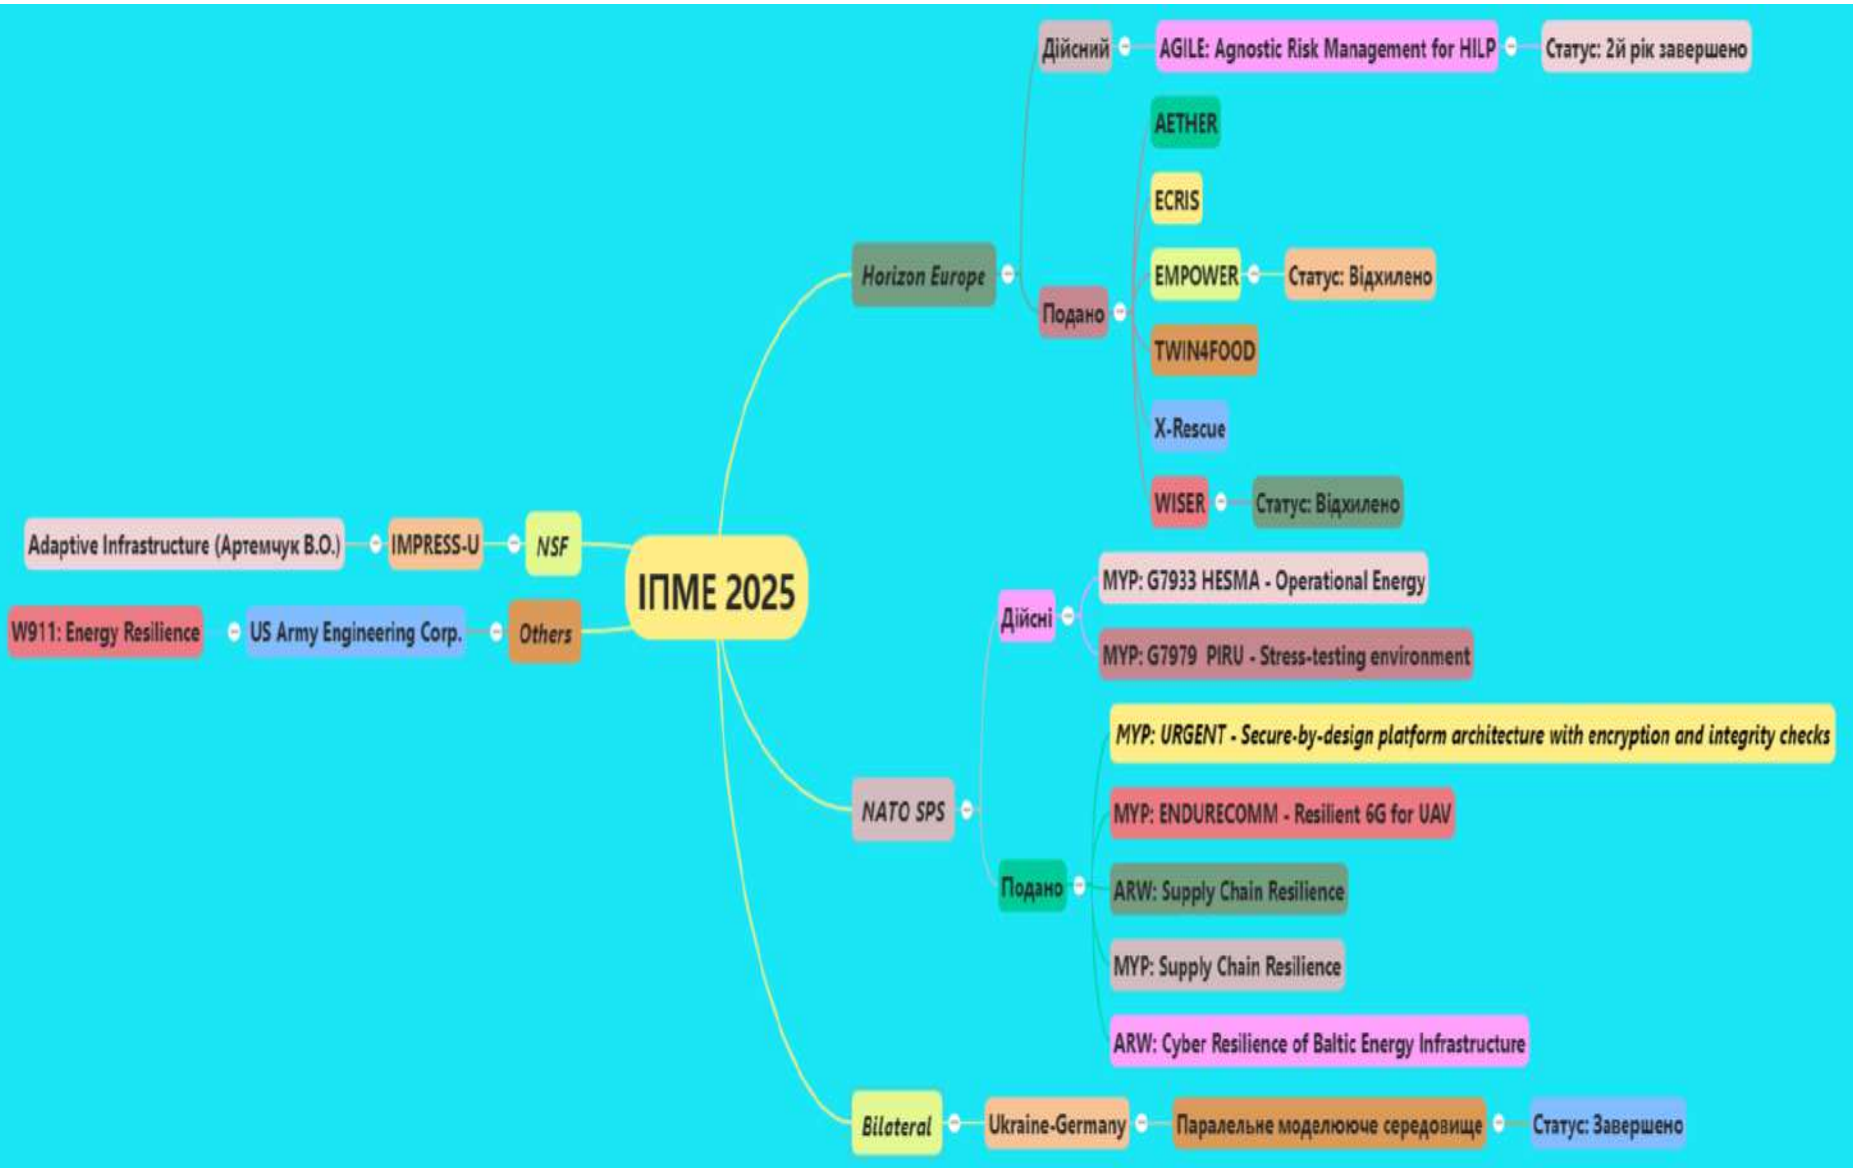 Дійсний
AGILE: Agnostic Risk Management for HILP
Статус: 2й рік завершено
AETHER
ECRIS
Horizon Europe
EMPOWER
Статус: Відхилено
Подано
TWIN4FOOD
X-Rescue
WISER
Статус: Відхилено
Adaptive Infrastructure (Артемчук В.О.)
IMPRESS-U
NSF
ІПМЕ 2025
W911: Energy Resilience
US Army Engineering Corp.
Others
Дійсні
MYP: G7933 HESMA - Operational Energy
MYP: G7979 PIRU - Stress-testing environment
NATO SPS
Подано
MYP: URGENT - Secure-by-design platform architecture with encryption and integrity checks
MYP: ENDURECOMM - Resilient 6G for UAV
ARW: Supply Chain Resilience
MYP: Supply Chain Resilience
ARW: Cyber Resilience of Baltic Energy Infrastructure
Bilateral
Ukraine-Germany
Паралельне моделююче середовище
Статус: Завершено